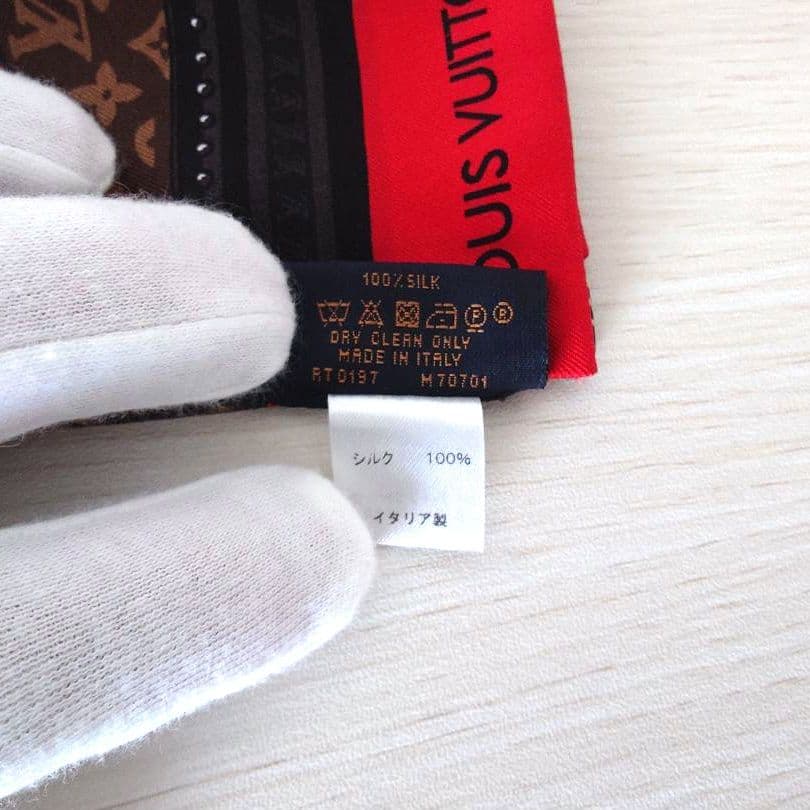 LOUIS VUITTO
100% SILK
DRY CLEAN ONLY
MADE IN ITALY
RT0197 M70701
シルク 100%
イタリア製